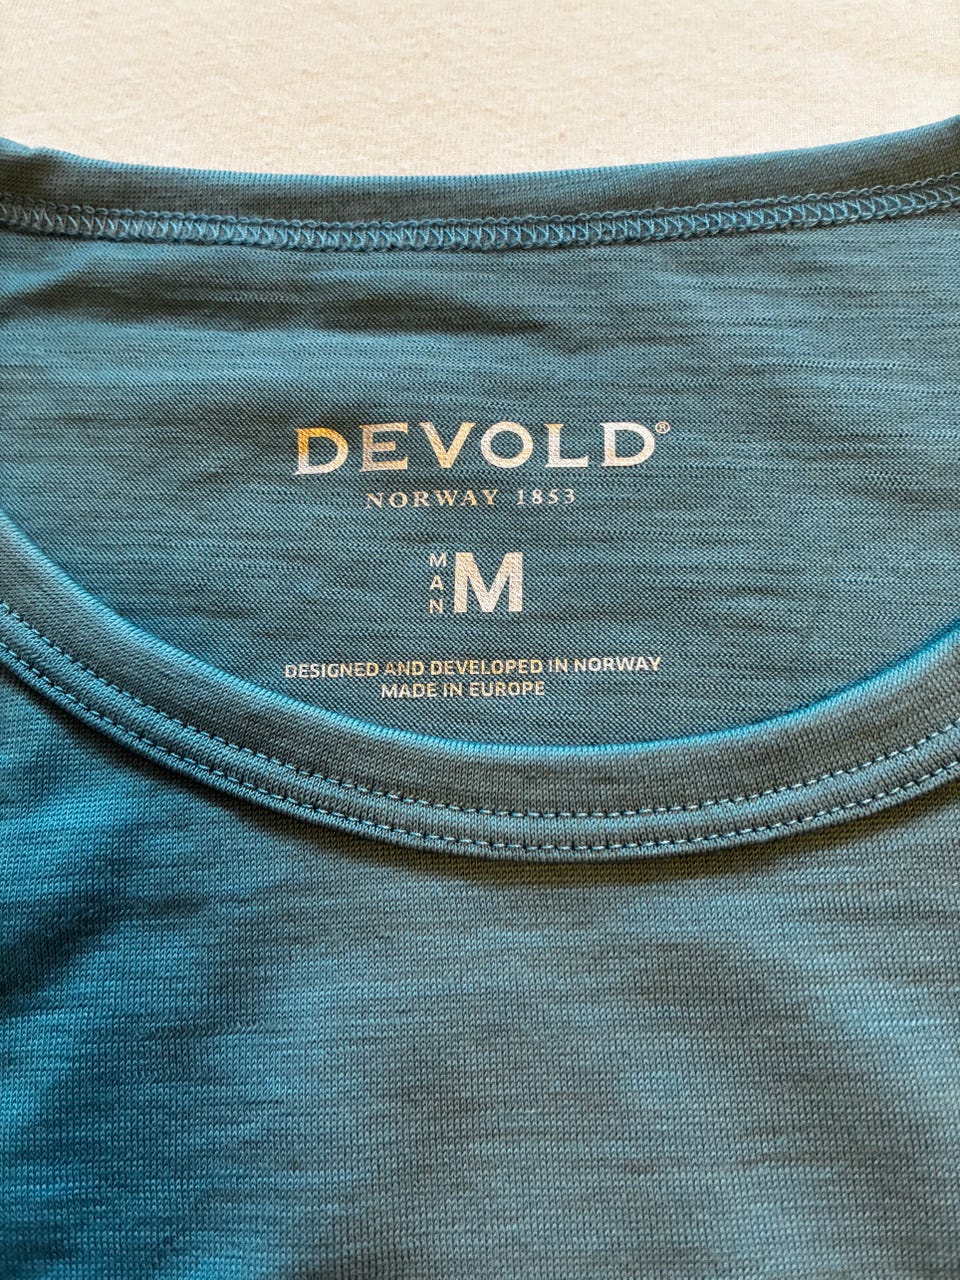 DEVOLD®
NORWAY 1853
MAN M
DESIGNED AND DEVELOPED IN NORWAY
MADE IN EUROPE